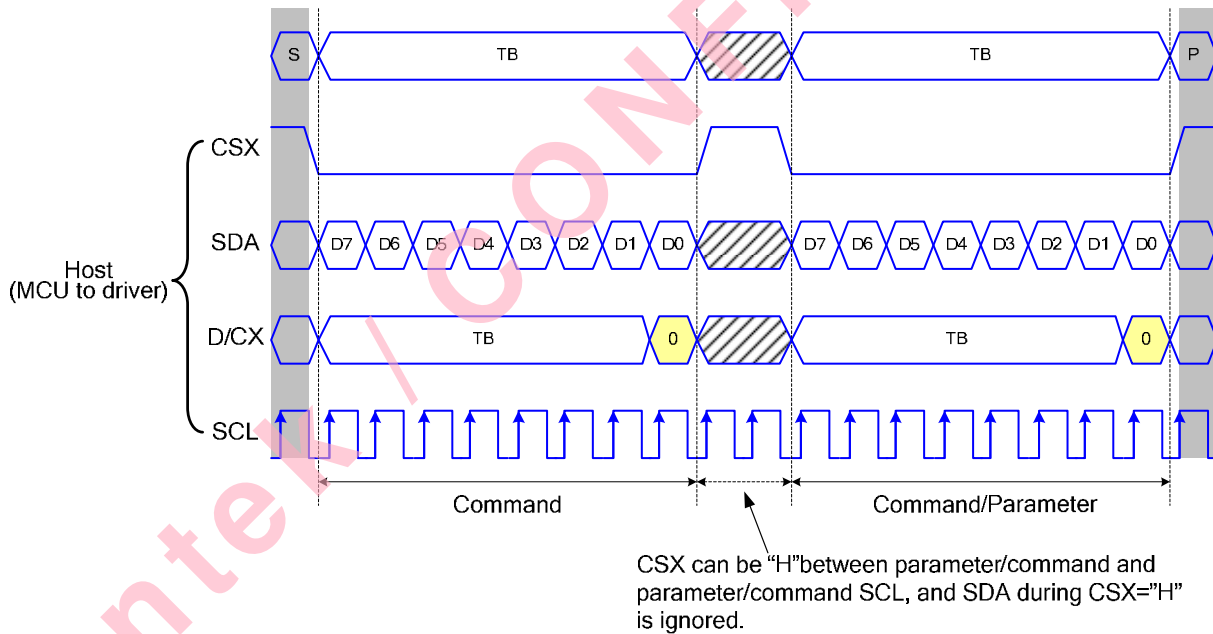 S TB TB P
CSX
SDA D7 D6 D5 D4 D3 D2 D1 D0 D7 D6 D5 D4 D3 D2 D1 D0
Host
(MCU to driver)
D/CX TB 0 TB 0
SCL
Command Command/Parameter
CSX can be “H”between parameter/command and
parameter/command SCL, and SDA during CSX=”H”
is ignored.
ntek / CONF